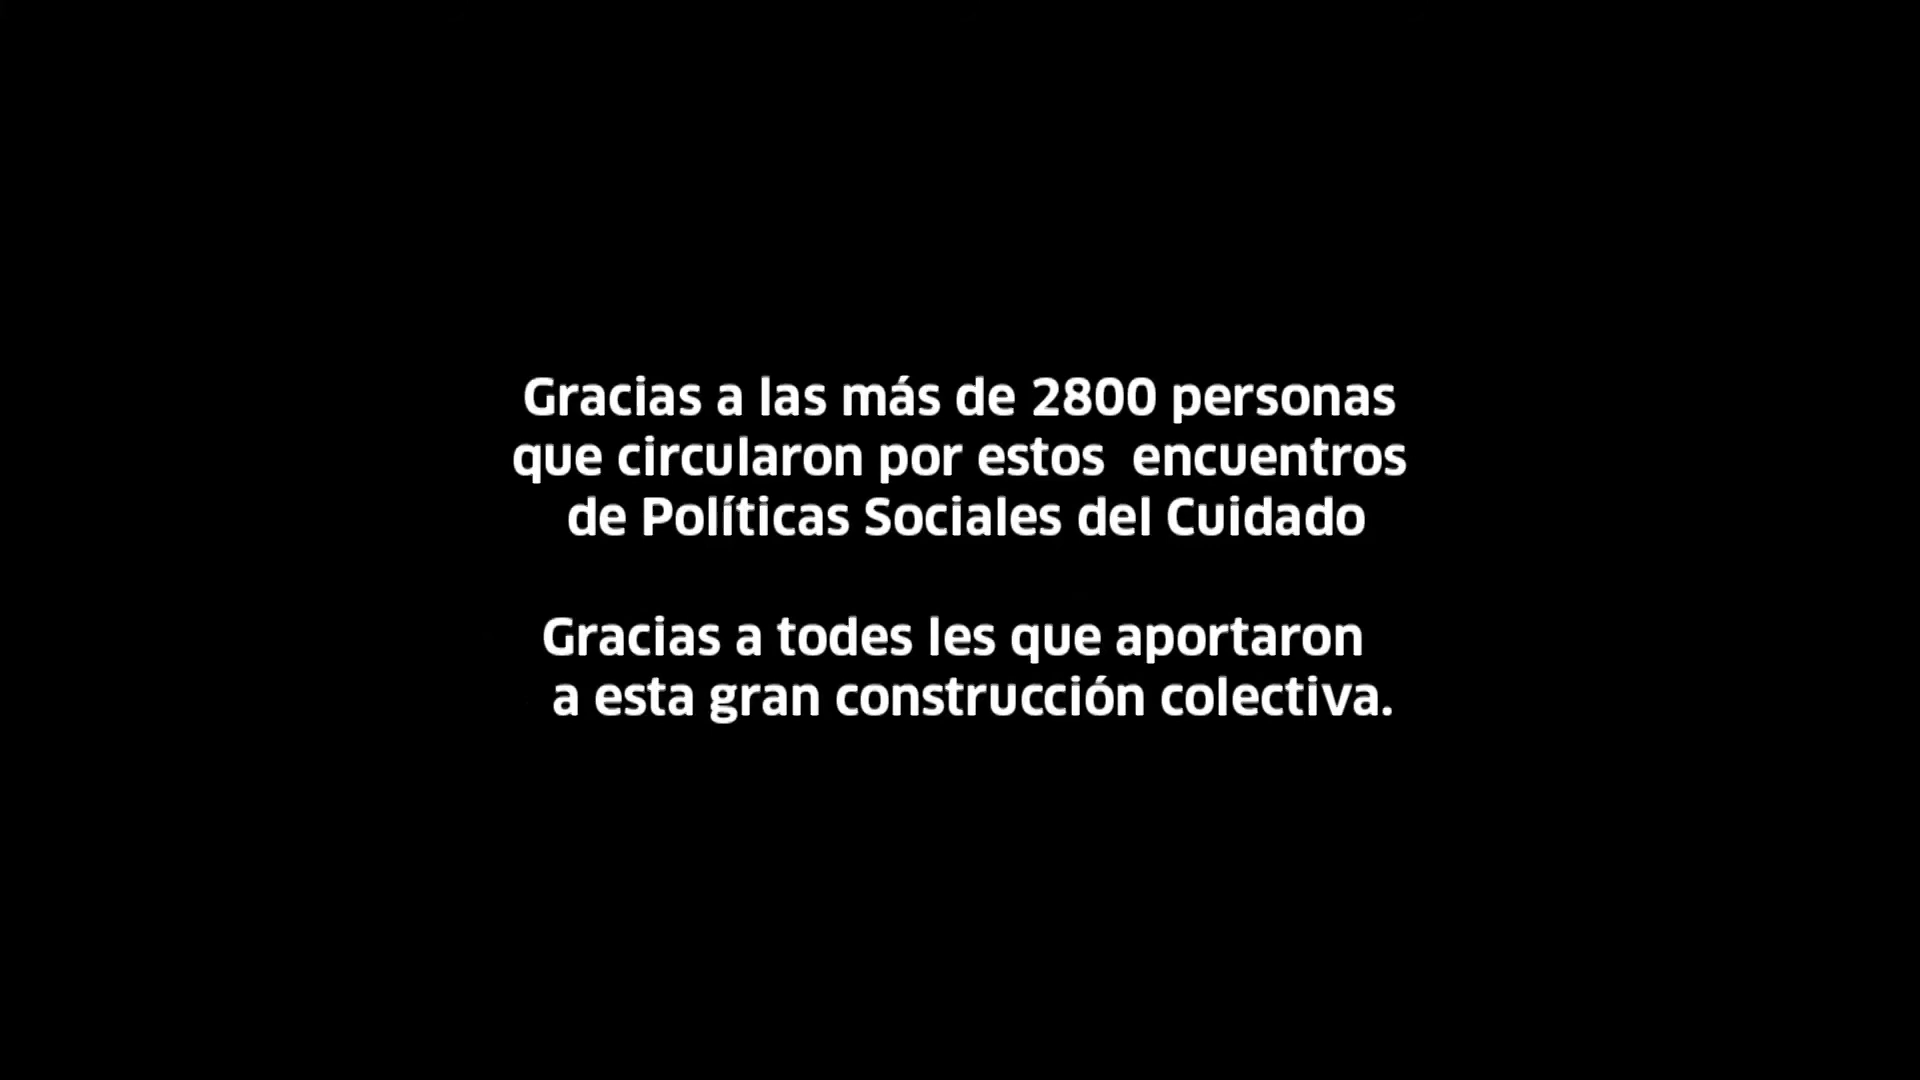 Gracias a las más de 2800 personas
que circularon por estos encuentros
de Políticas Sociales del Cuidado
Gracias a todes les que aportaron
a esta gran construcción colectiva.